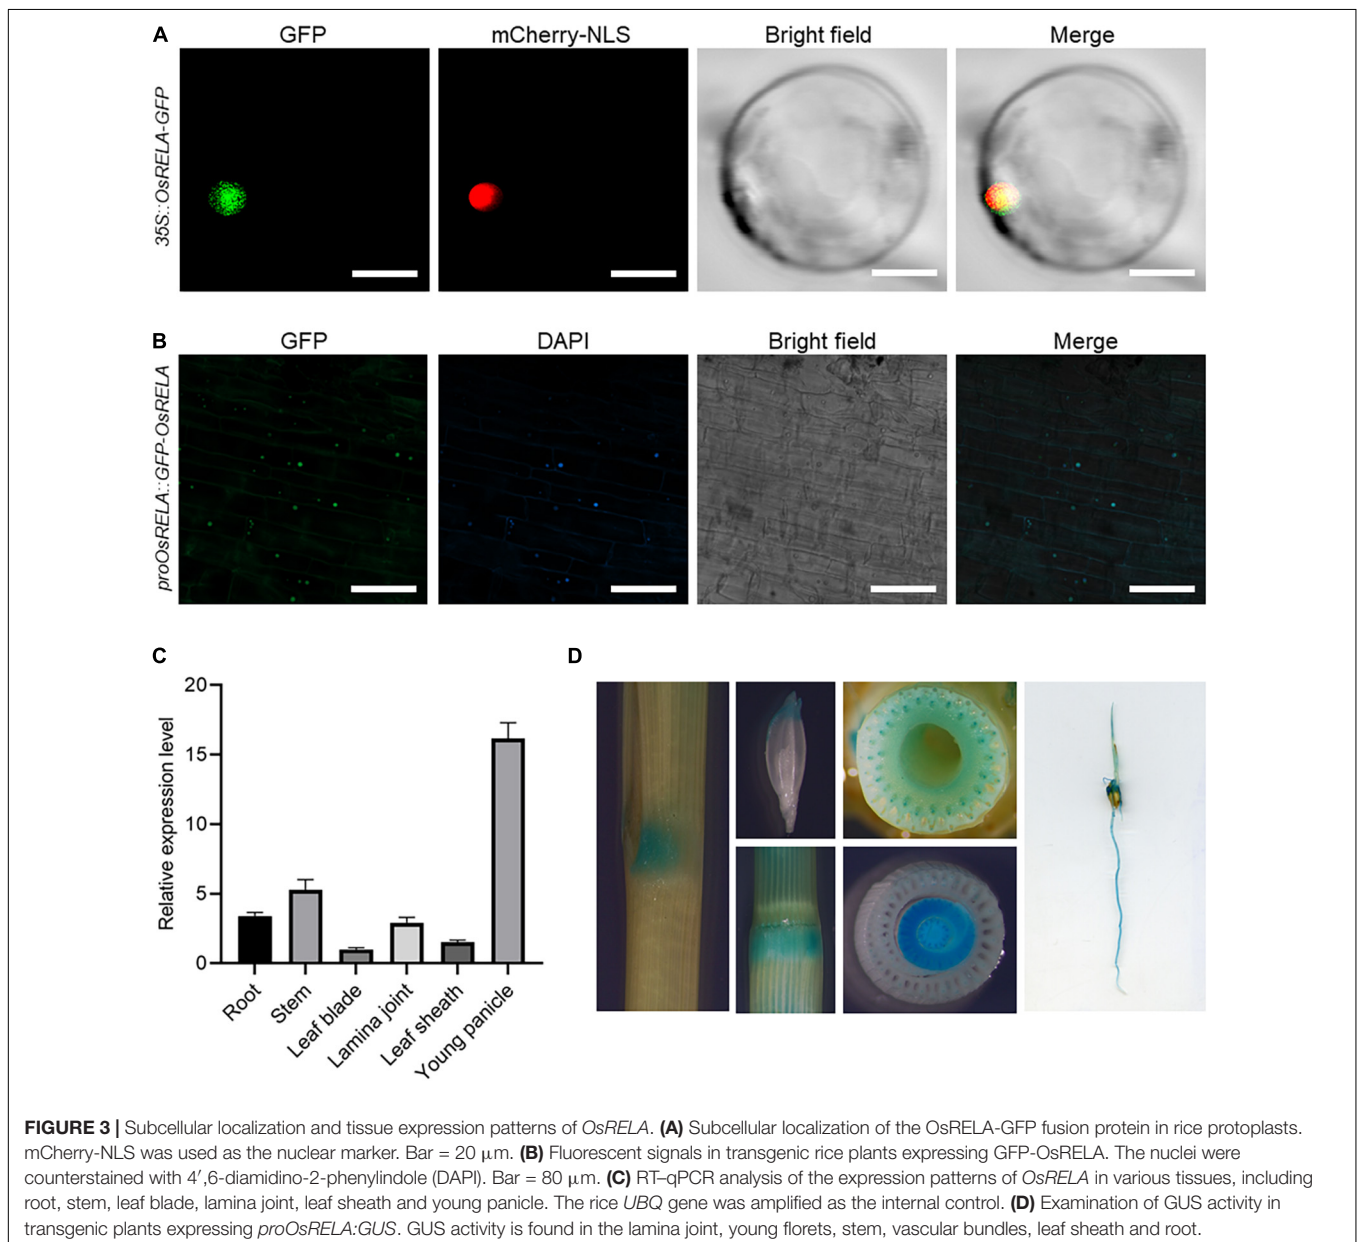 A
GFP
mCherry-NLS
Bright field
Merge
35S::OsRELA-GFP
B
GFP
DAPI
Bright field
Merge
proOsRELA::GFP-OsRELA
C
Relative expression level
20
15
10
5
0
Root
Stem
Leaf blade
Lamina joint
Leaf sheath
Young panicle
D
FIGURE 3 | Subcellular localization and tissue expression patterns of OsRELA. (A) Subcellular localization of the OsRELA-GFP fusion protein in rice protoplasts.
mCherry-NLS was used as the nuclear marker. Bar = 20 μm. (B) Fluorescent signals in transgenic rice plants expressing GFP-OsRELA. The nuclei were
counterstained with 4′,6-diamidino-2-phenylindole (DAPI). Bar = 80 μm. (C) RT–qPCR analysis of the expression patterns of OsRELA in various tissues, including
root, stem, leaf blade, lamina joint, leaf sheath and young panicle. The rice UBQ gene was amplified as the internal control. (D) Examination of GUS activity in
transgenic plants expressing proOsRELA:GUS. GUS activity is found in the lamina joint, young florets, stem, vascular bundles, leaf sheath and root.